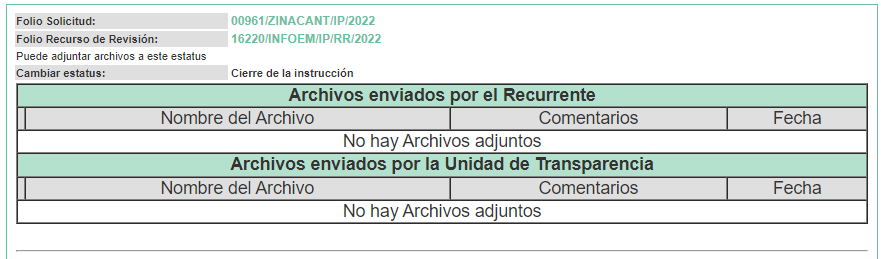 Folio Solicitud: 00961/ZINACANT/IP/2022
Folio Recurso de Revisión: 16220/INFOEM/IP/RR/2022
Puede adjuntar archivos a este estatus
Cambiar estatus: Cierre de la instrucción
Archivos enviados por el Recurrente
Nombre del Archivo Comentarios Fecha
No hay Archivos adjuntos
Archivos enviados por la Unidad de Transparencia
Nombre del Archivo Comentarios Fecha
No hay Archivos adjuntos